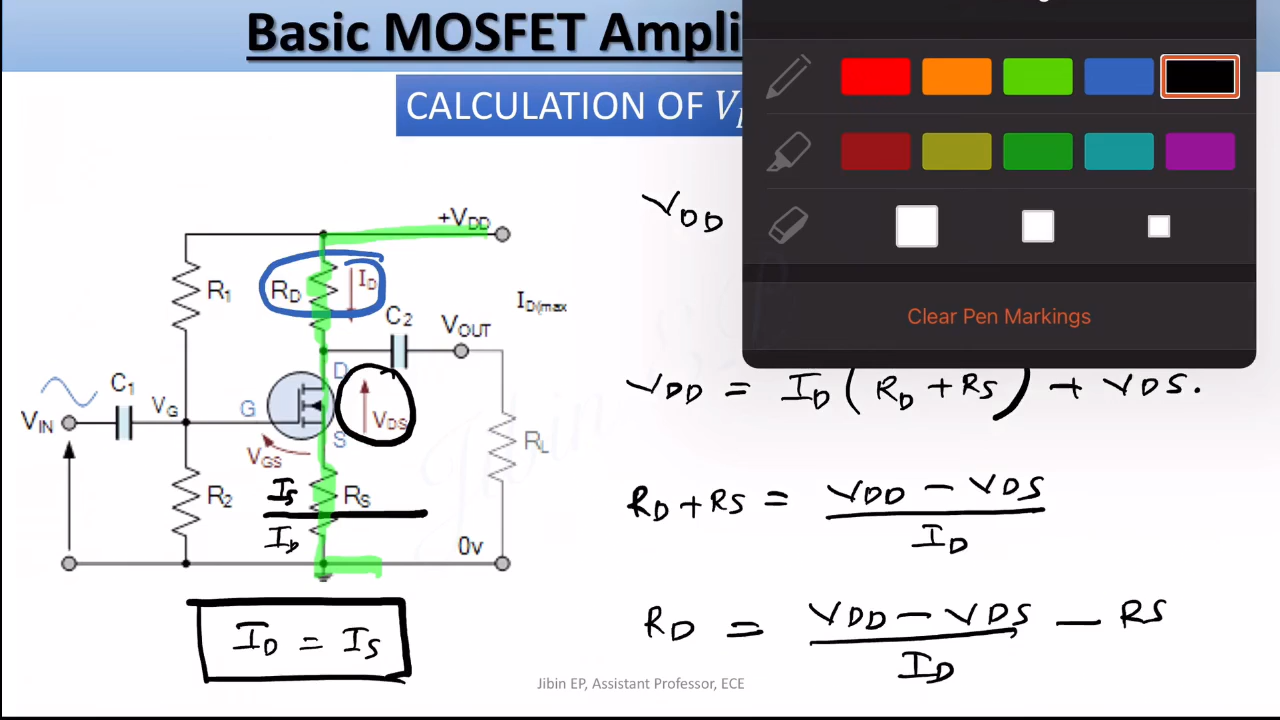 Basic MOSFET Ampli
CALCULATION OF V
Clear Pen Markings
VDD
+VDD
R1
RD
ID
ID(max
C2
VOUT
VDD = ID (RD + RS) + VDS.
C1
VG
G
D
VDS
VIN
S
VGS
RL
R2
IS
RS
RD + RS = VDD - VDS
ID
ID
0v
RD = VDD - VDS - RS
ID
ID = IS
Jibin EP, Assistant Professor, ECE